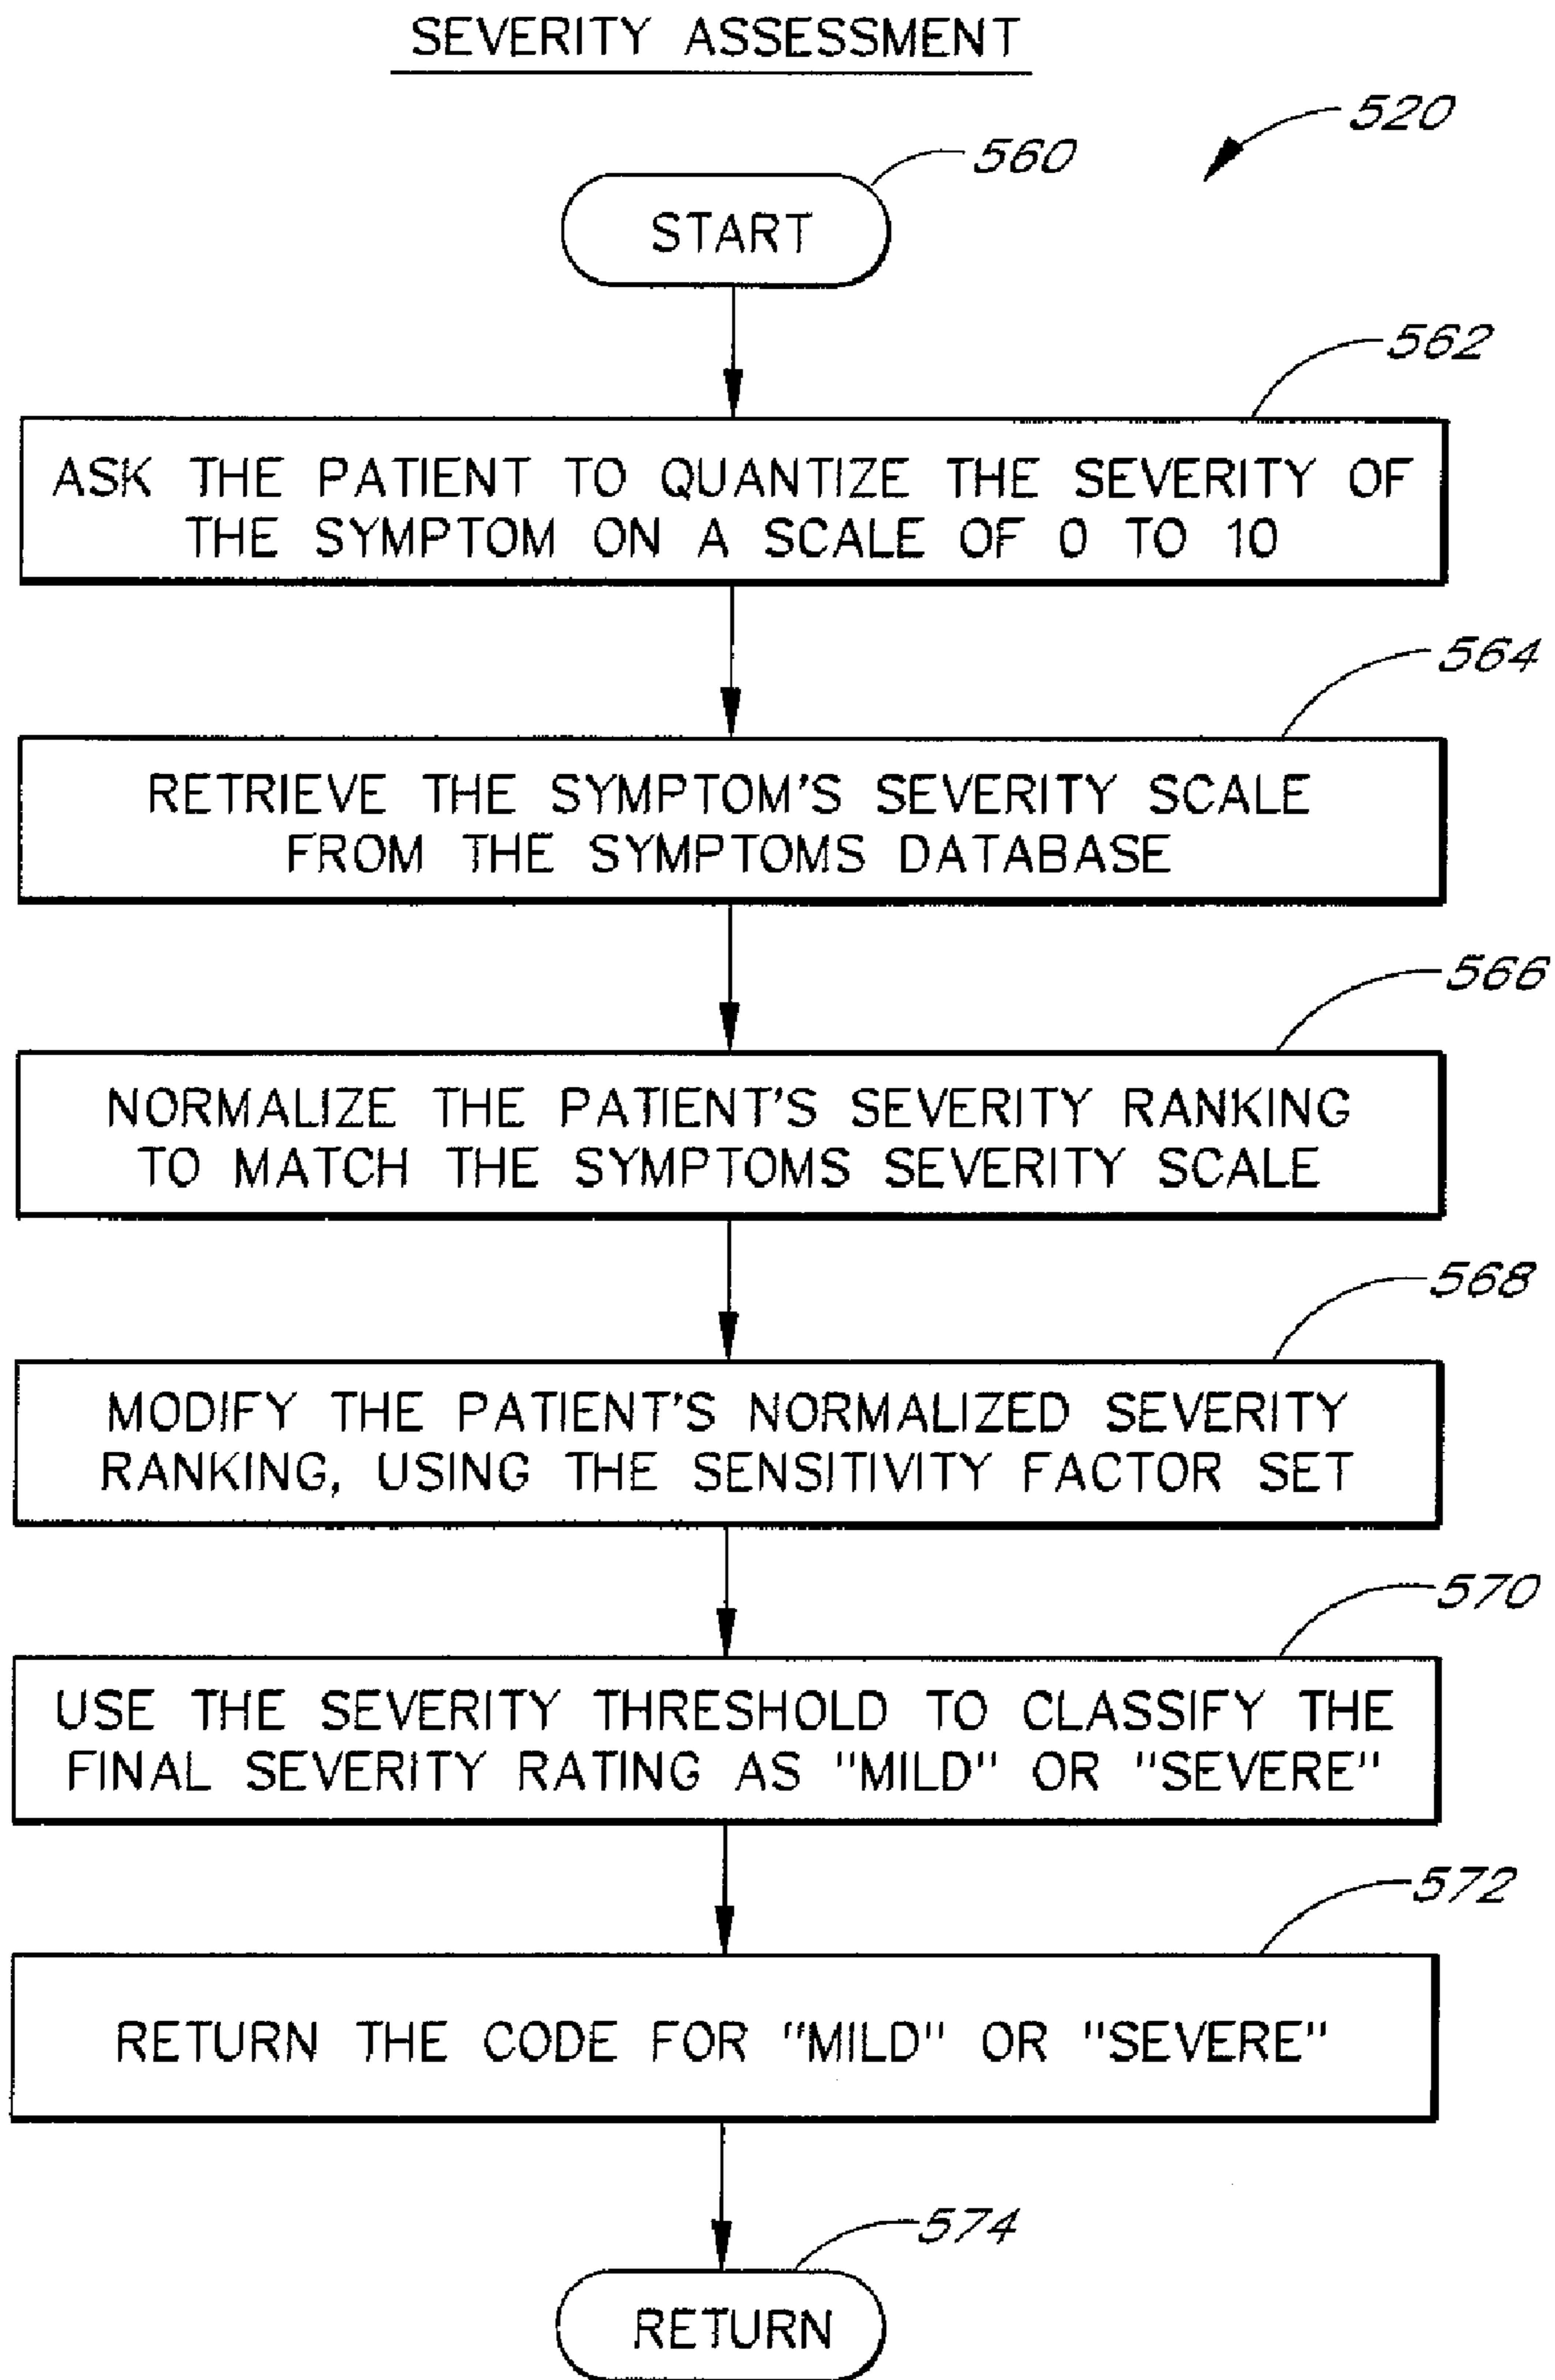 SEVERITY ASSESSMENT
520
560
START
562
ASK THE PATIENT TO QUANTIZE THE SEVERITY OF
THE SYMPTOM ON A SCALE OF 0 TO 10
564
RETRIEVE THE SYMPTOM'S SEVERITY SCALE
FROM THE SYMPTOMS DATABASE
566
NORMALIZE THE PATIENT'S SEVERITY RANKING
TO MATCH THE SYMPTOMS SEVERITY SCALE
568
MODIFY THE PATIENT'S NORMALIZED SEVERITY
RANKING, USING THE SENSITIVITY FACTOR SET
570
USE THE SEVERITY THRESHOLD TO CLASSIFY THE
FINAL SEVERITY RATING AS "MILD" OR "SEVERE"
572
RETURN THE CODE FOR "MILD" OR "SEVERE"
574
RETURN